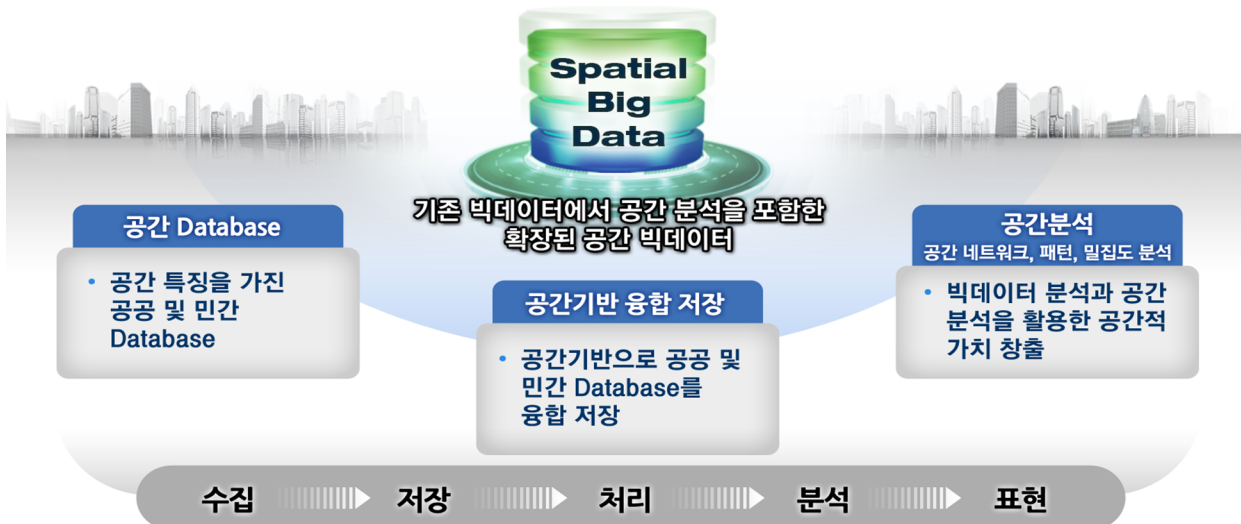 Spatial
Big
Data
기존 빅데이터에서 공간 분석을 포함한
확장된 공간 빅데이터
공간 Database
• 공간 특징을 가진
공공 및 민간
Database
공간기반 융합 저장
• 공간기반으로 공공 및
민간 Database를
융합 저장
공간분석
공간 네트워크, 패턴, 밀집도 분석
• 빅데이터 분석과 공간
분석을 활용한 공간적
가치 창출
수집 저장 처리 분석 표현